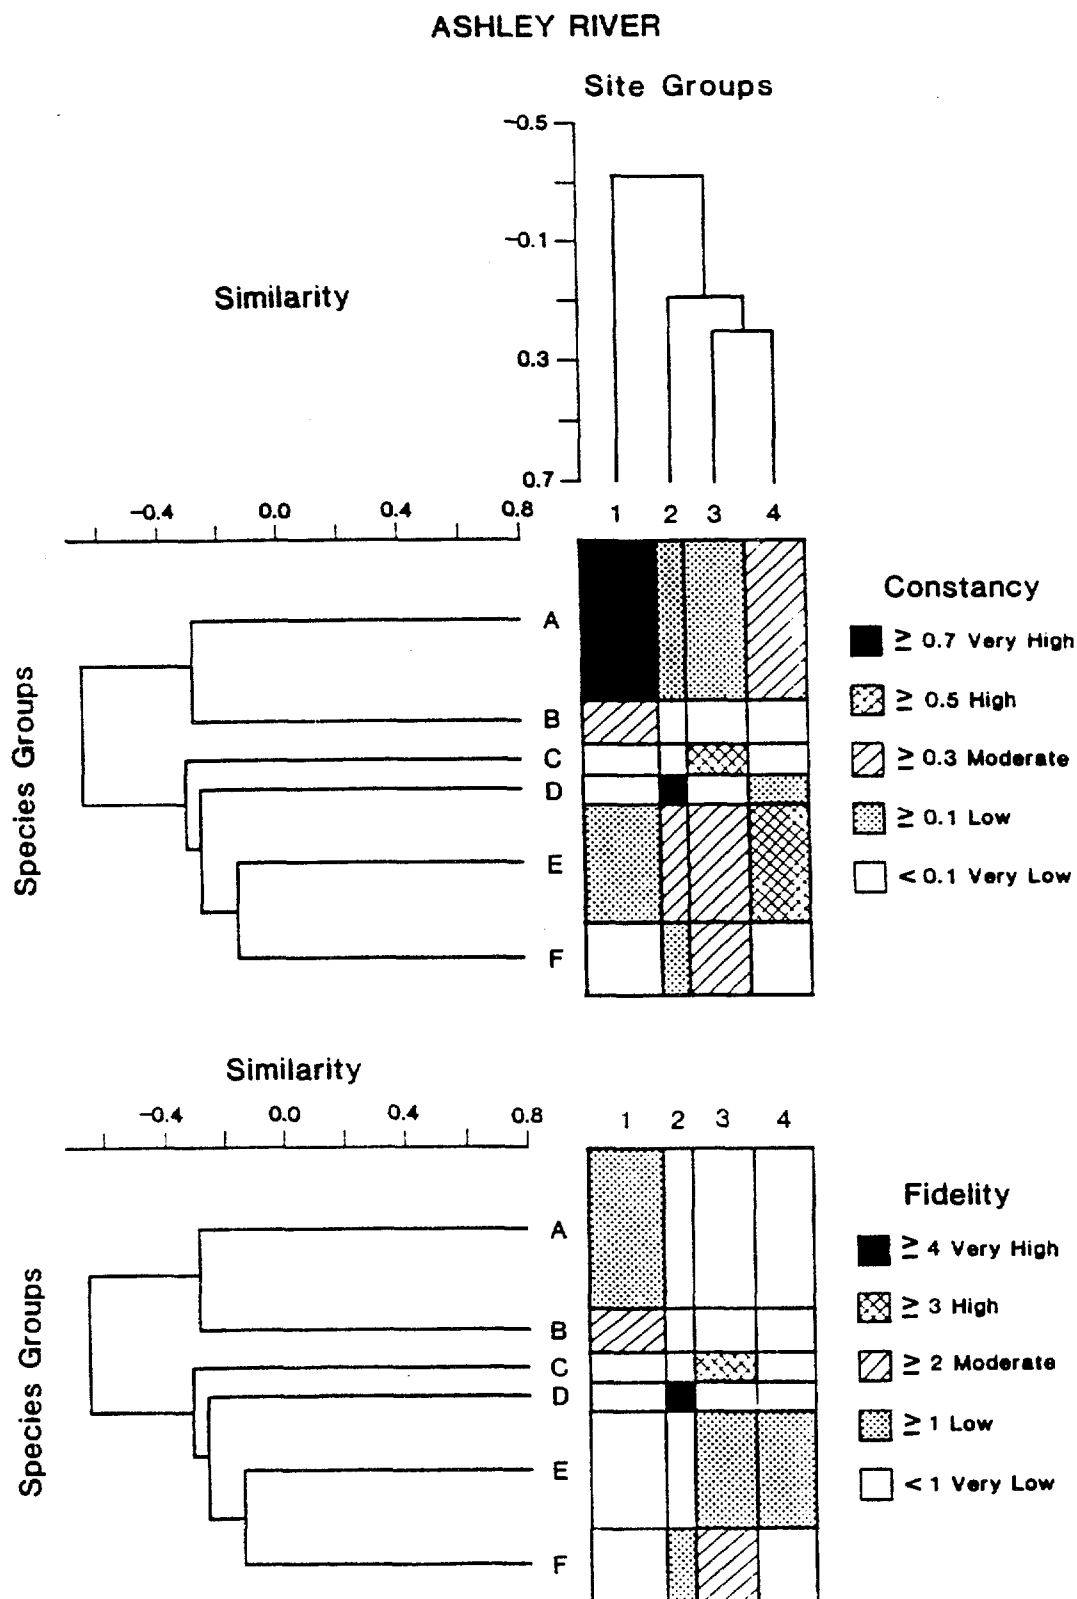 ASHLEY RIVER
Site Groups
-0.5
-0.1
0.3
0.7
Similarity
-0.4 0.0 0.4 0.8
1 2 3 4
Species Groups
A
B
C
D
E
F
Constancy
≥ 0.7 Very High
≥ 0.5 High
≥ 0.3 Moderate
≥ 0.1 Low
< 0.1 Very Low
Similarity
-0.4 0.0 0.4 0.8
1 2 3 4
Species Groups
A
B
C
D
E
F
Fidelity
≥ 4 Very High
≥ 3 High
≥ 2 Moderate
≥ 1 Low
< 1 Very Low